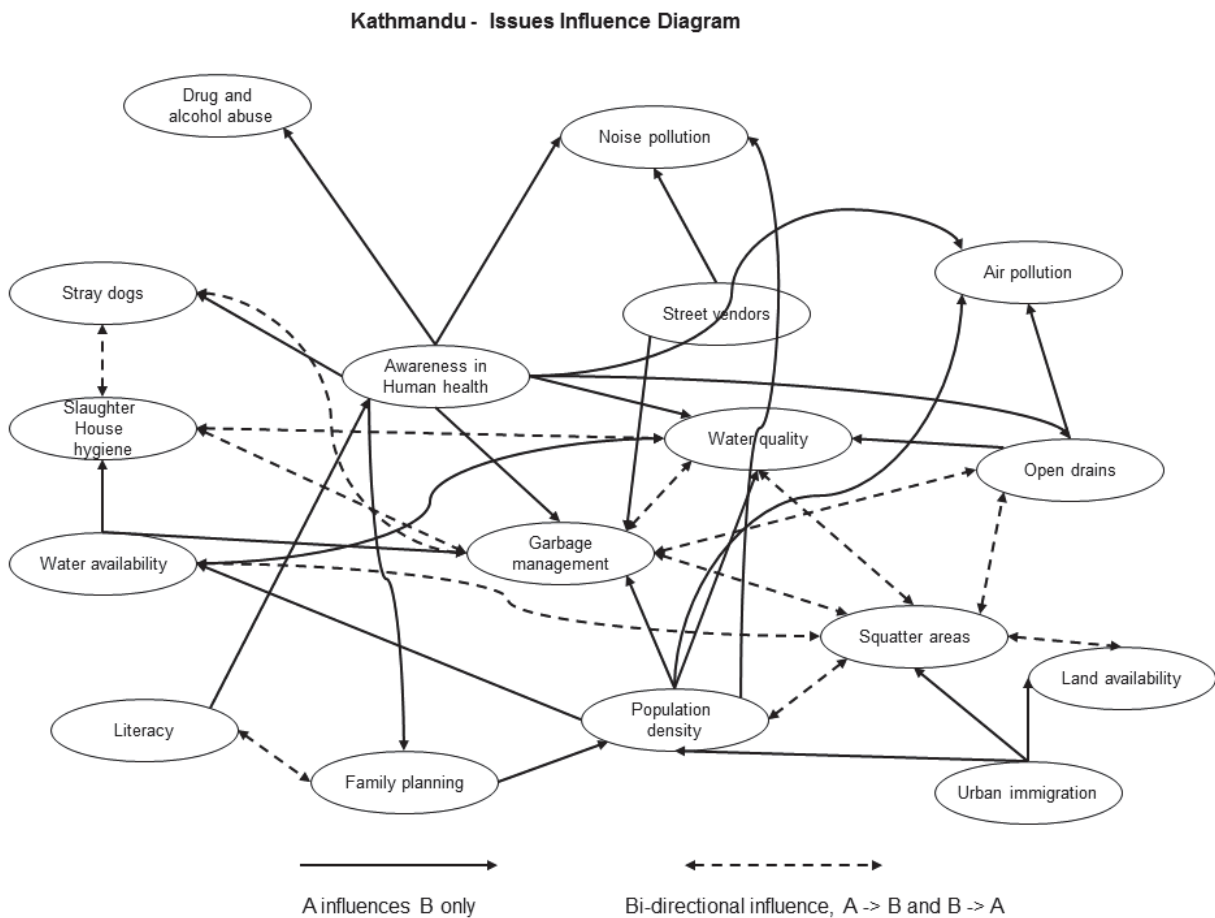 Kathmandu - Issues Influence Diagram
Drug and
alcohol abuse
Noise pollution
Air pollution
Stray dogs
Street vendors
Awareness in
Human health
Slaughter
House
hygiene
Water quality
Open drains
Water availability
Garbage
management
Squatter areas
Land availability
Literacy
Population
density
Family planning
Urban immigration
A influences B only
Bi-directional influence, A -> B and B -> A